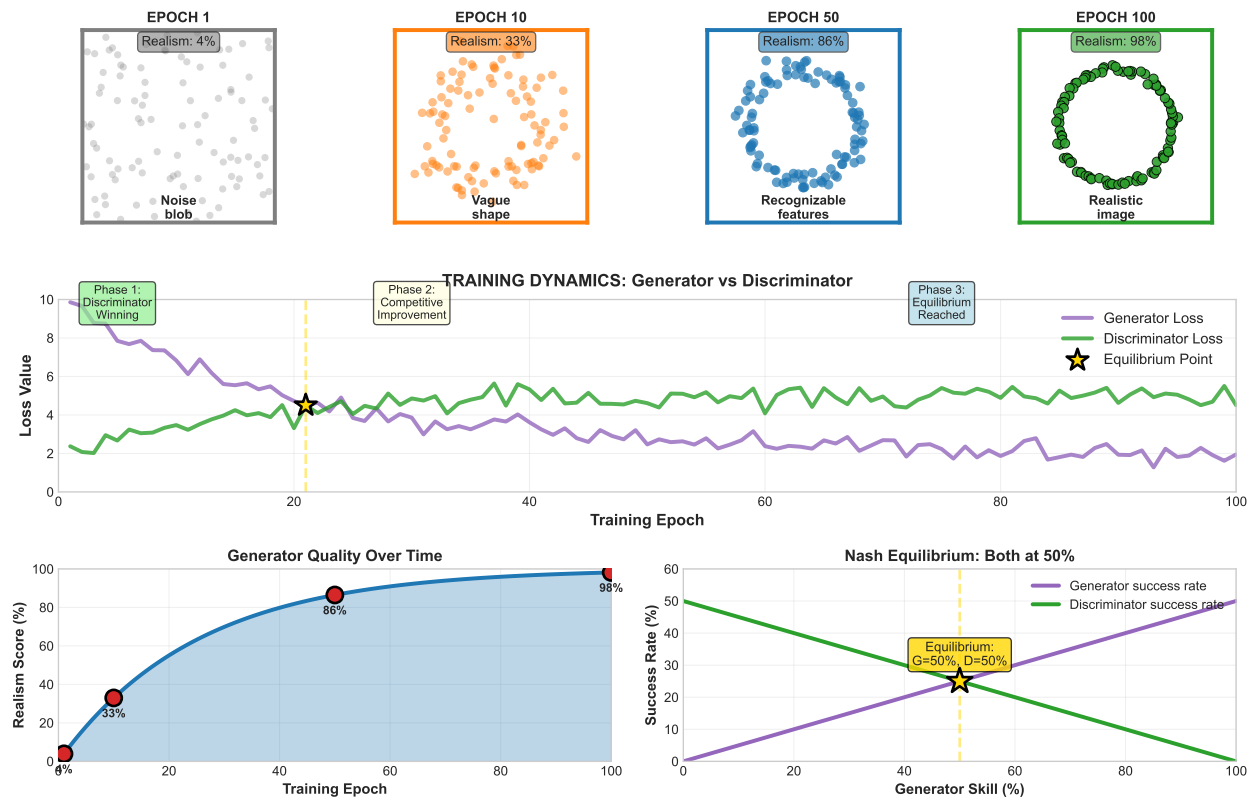 EPOCH 1
Realism: 4%
Noise
blob
EPOCH 10
Realism: 33%
Vague
shape
EPOCH 50
Realism: 86%
Recognizable
features
EPOCH 100
Realism: 98%
Realistic
image
TRAINING DYNAMICS: Generator vs Discriminator
Phase 1:
Discriminator
Winning
Phase 2:
Competitive
Improvement
Phase 3:
Equilibrium
Reached
Generator Loss
Discriminator Loss
Equilibrium Point
Loss Value
10
8
6
4
2
0
0 20 40 60 80 100
Training Epoch
Generator Quality Over Time
Realism Score (%)
100
80
60
40
20
0
4%
33%
86%
98%
0 20 40 60 80 100
Training Epoch
Nash Equilibrium: Both at 50%
Generator success rate
Discriminator success rate
Equilibrium:
G=50%, D=50%
Success Rate (%)
60
50
40
30
20
10
0
0 20 40 60 80 100
Generator Skill (%)